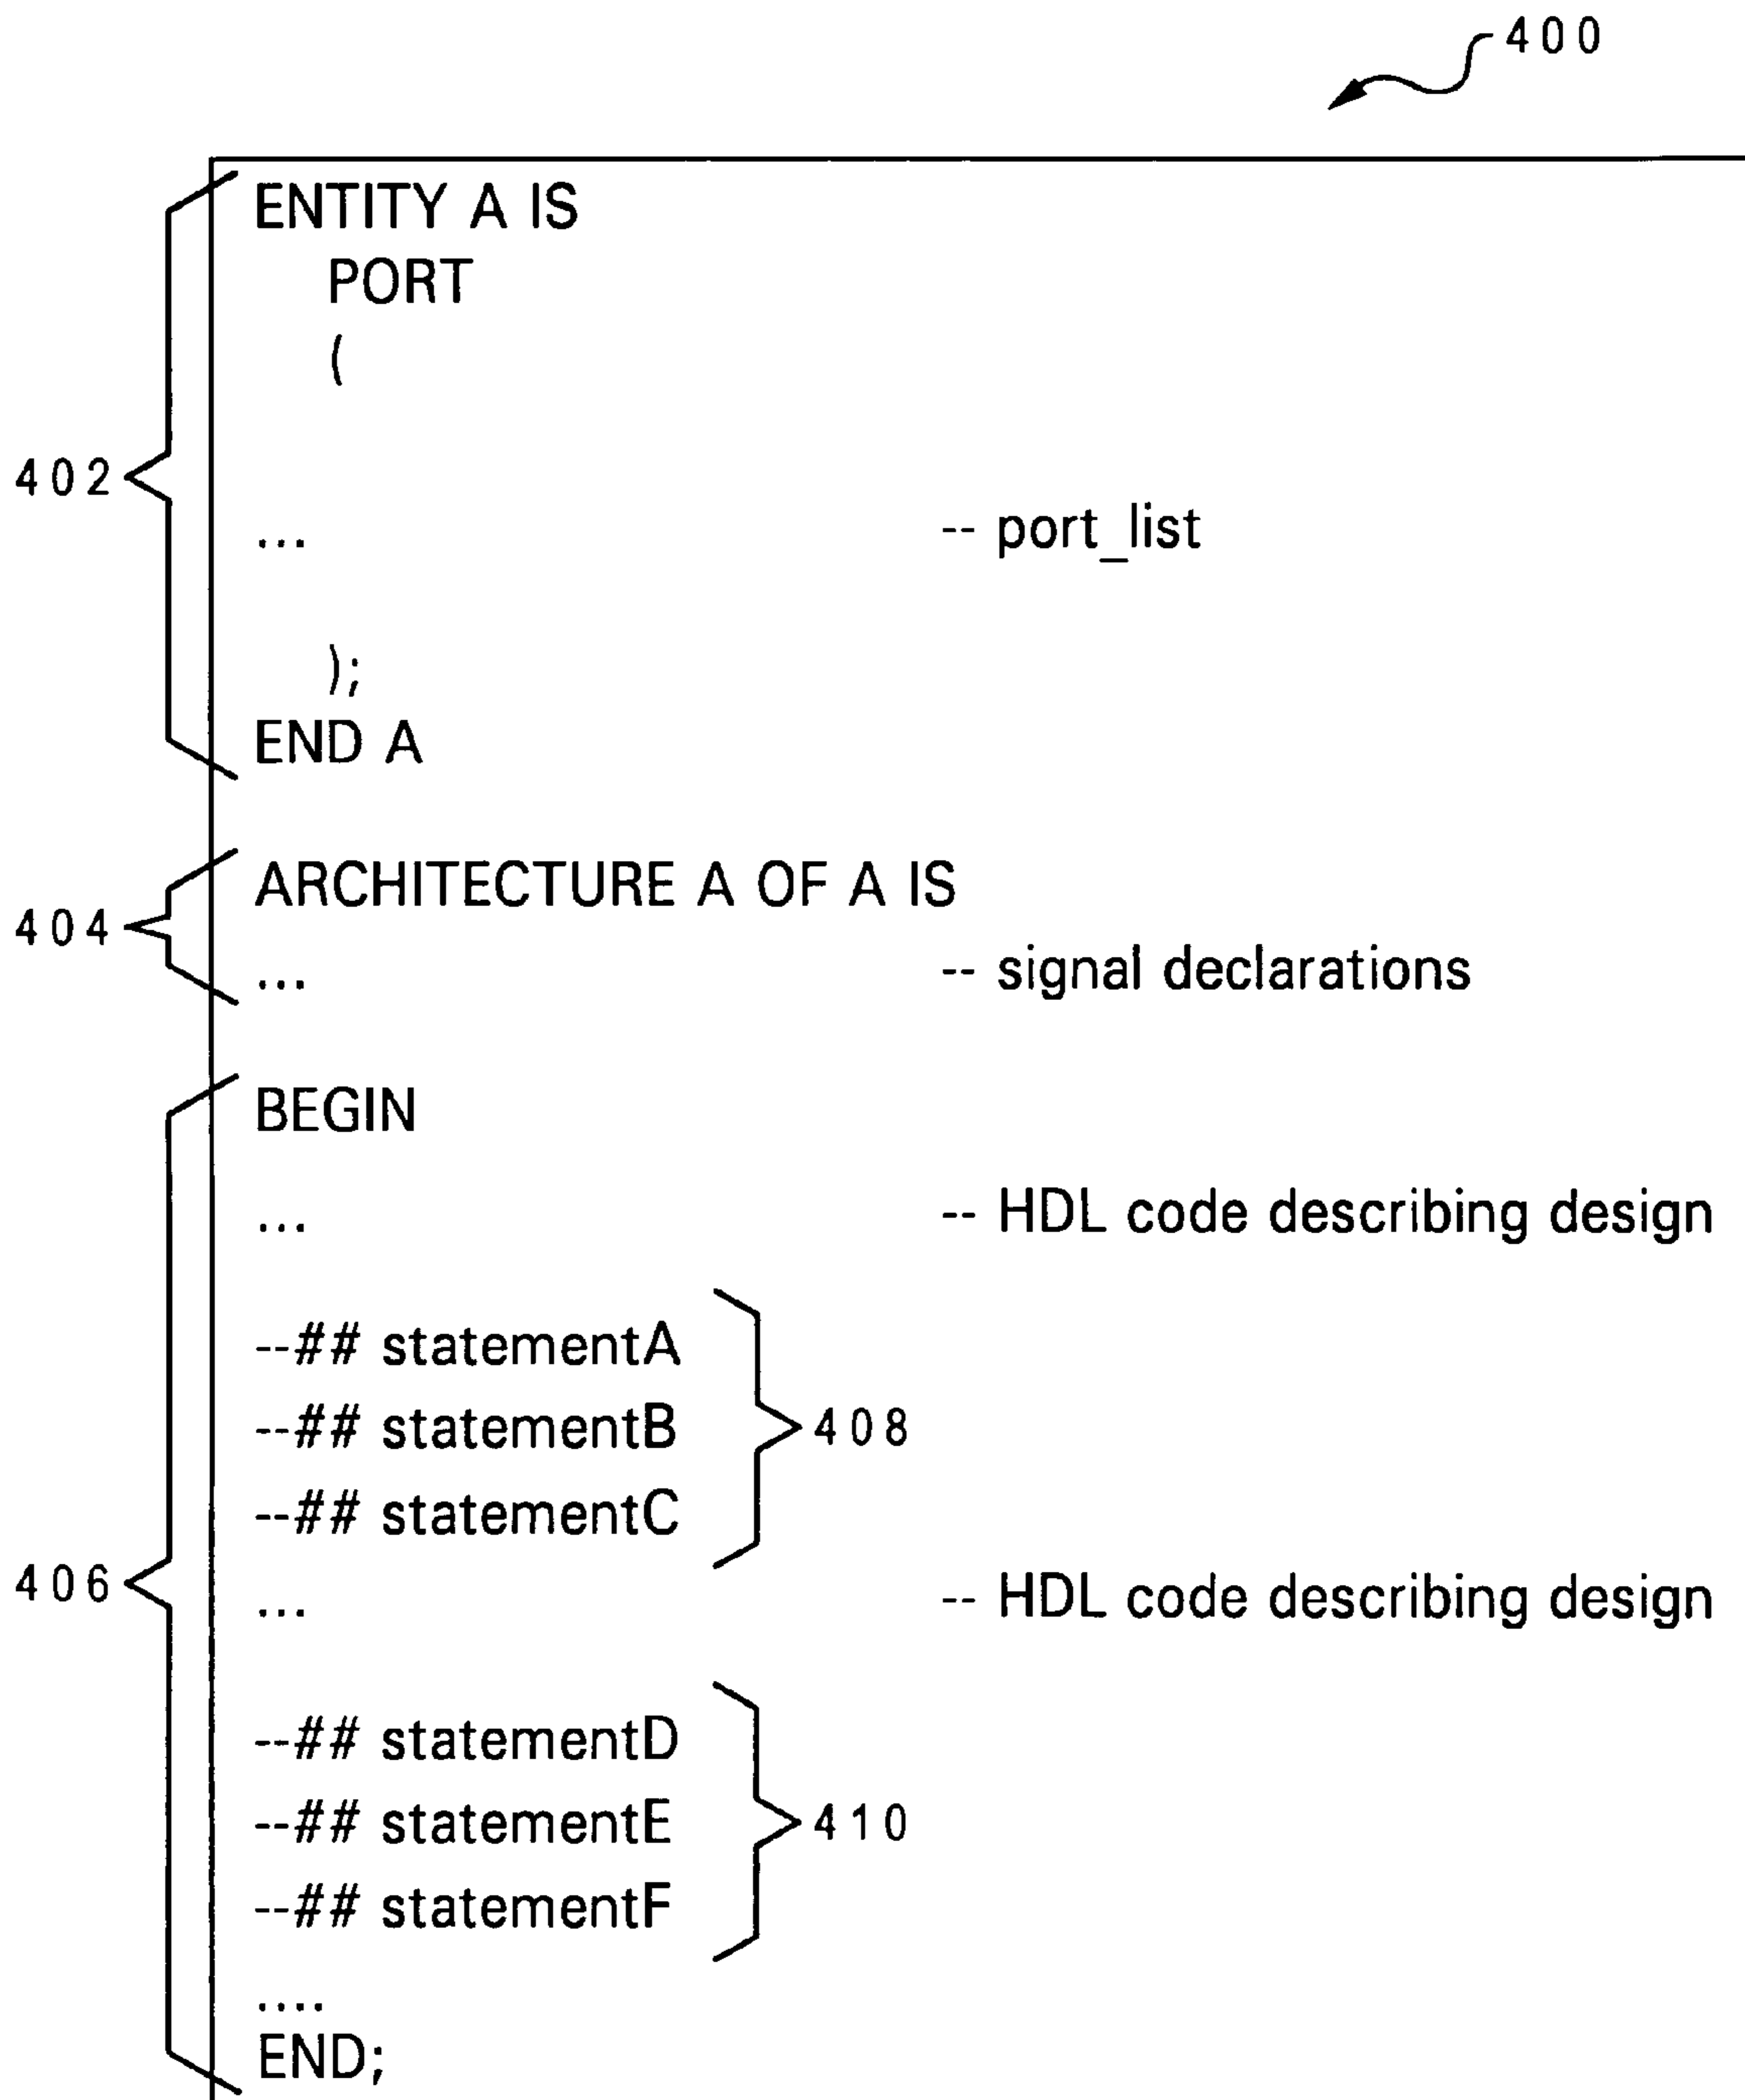 400
ENTITY A IS
PORT
(
402
... -- port_list
);
END A
ARCHITECTURE A OF A IS
404
... -- signal declarations
BEGIN
... -- HDL code describing design
--## statementA
--## statementB 408
--## statementC
406
... -- HDL code describing design
--## statementD
--## statementE 410
--## statementF
....
END;